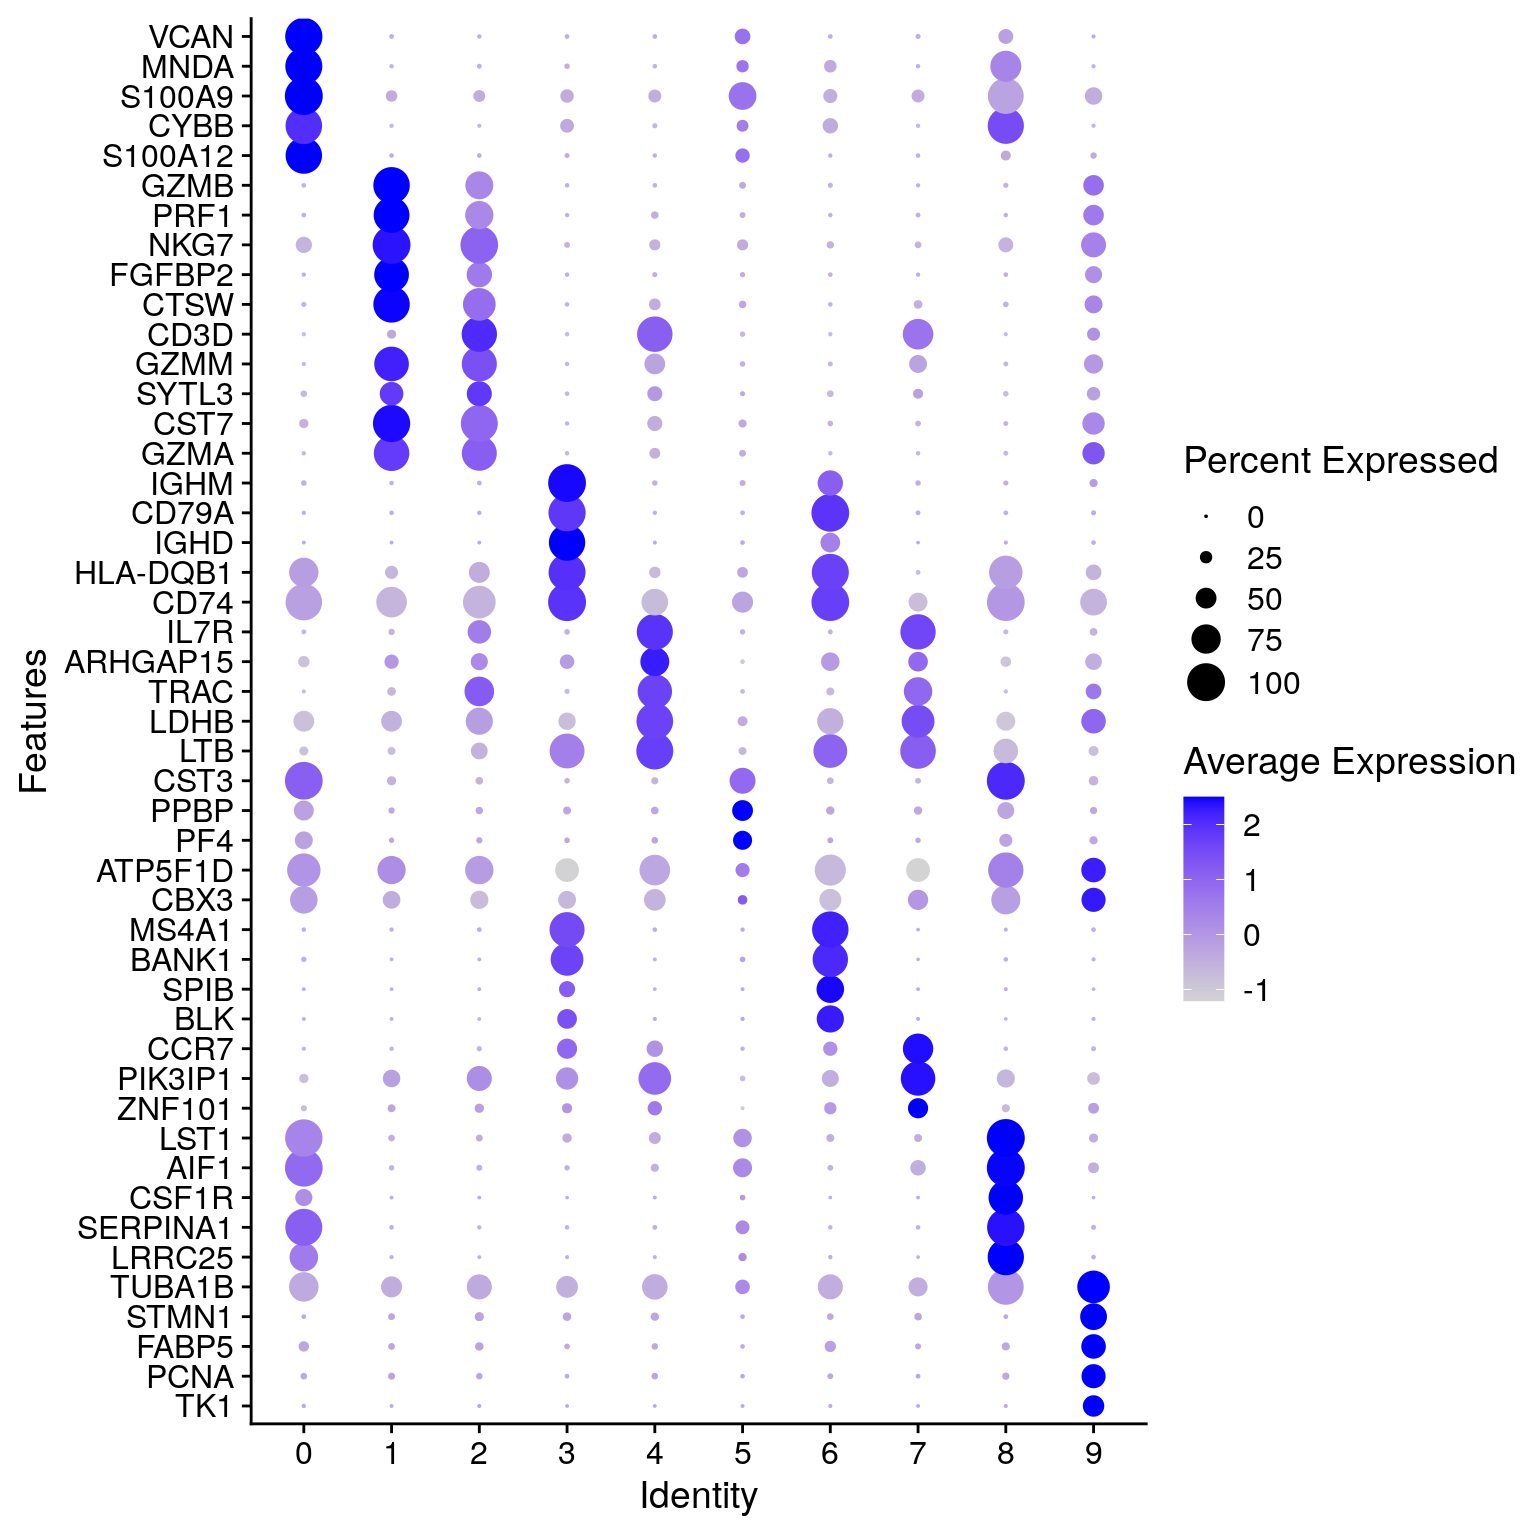 VCAN
MNDA
S100A9
CYBB
S100A12
GZMB
PRF1
NKG7
FGFBP2
CTSW
CD3D
GZMM
SYTL3
CST7
GZMA
IGHM
CD79A
IGHD
HLA-DQB1
CD74
IL7R
ARHGAP15
TRAC
LDHB
LTB
CST3
PPBP
PF4
ATP5F1D
CBX3
MS4A1
BANK1
SPIB
BLK
CCR7
PIK3IP1
ZNF101
LST1
AIF1
CSF1R
SERPINA1
LRRC25
TUBA1B
STMN1
FABP5
PCNA
TK1
Features
0 1 2 3 4 5 6 7 8 9
Identity
Percent Expressed
0
25
50
75
100
Average Expression
2
1
0
-1